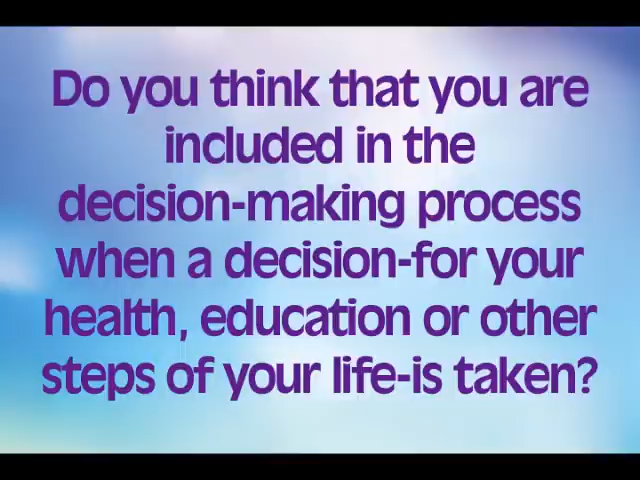 Do you think that you are
included in the
decision-making process
when a decision-for your
health, education or other
steps of your life-is taken?